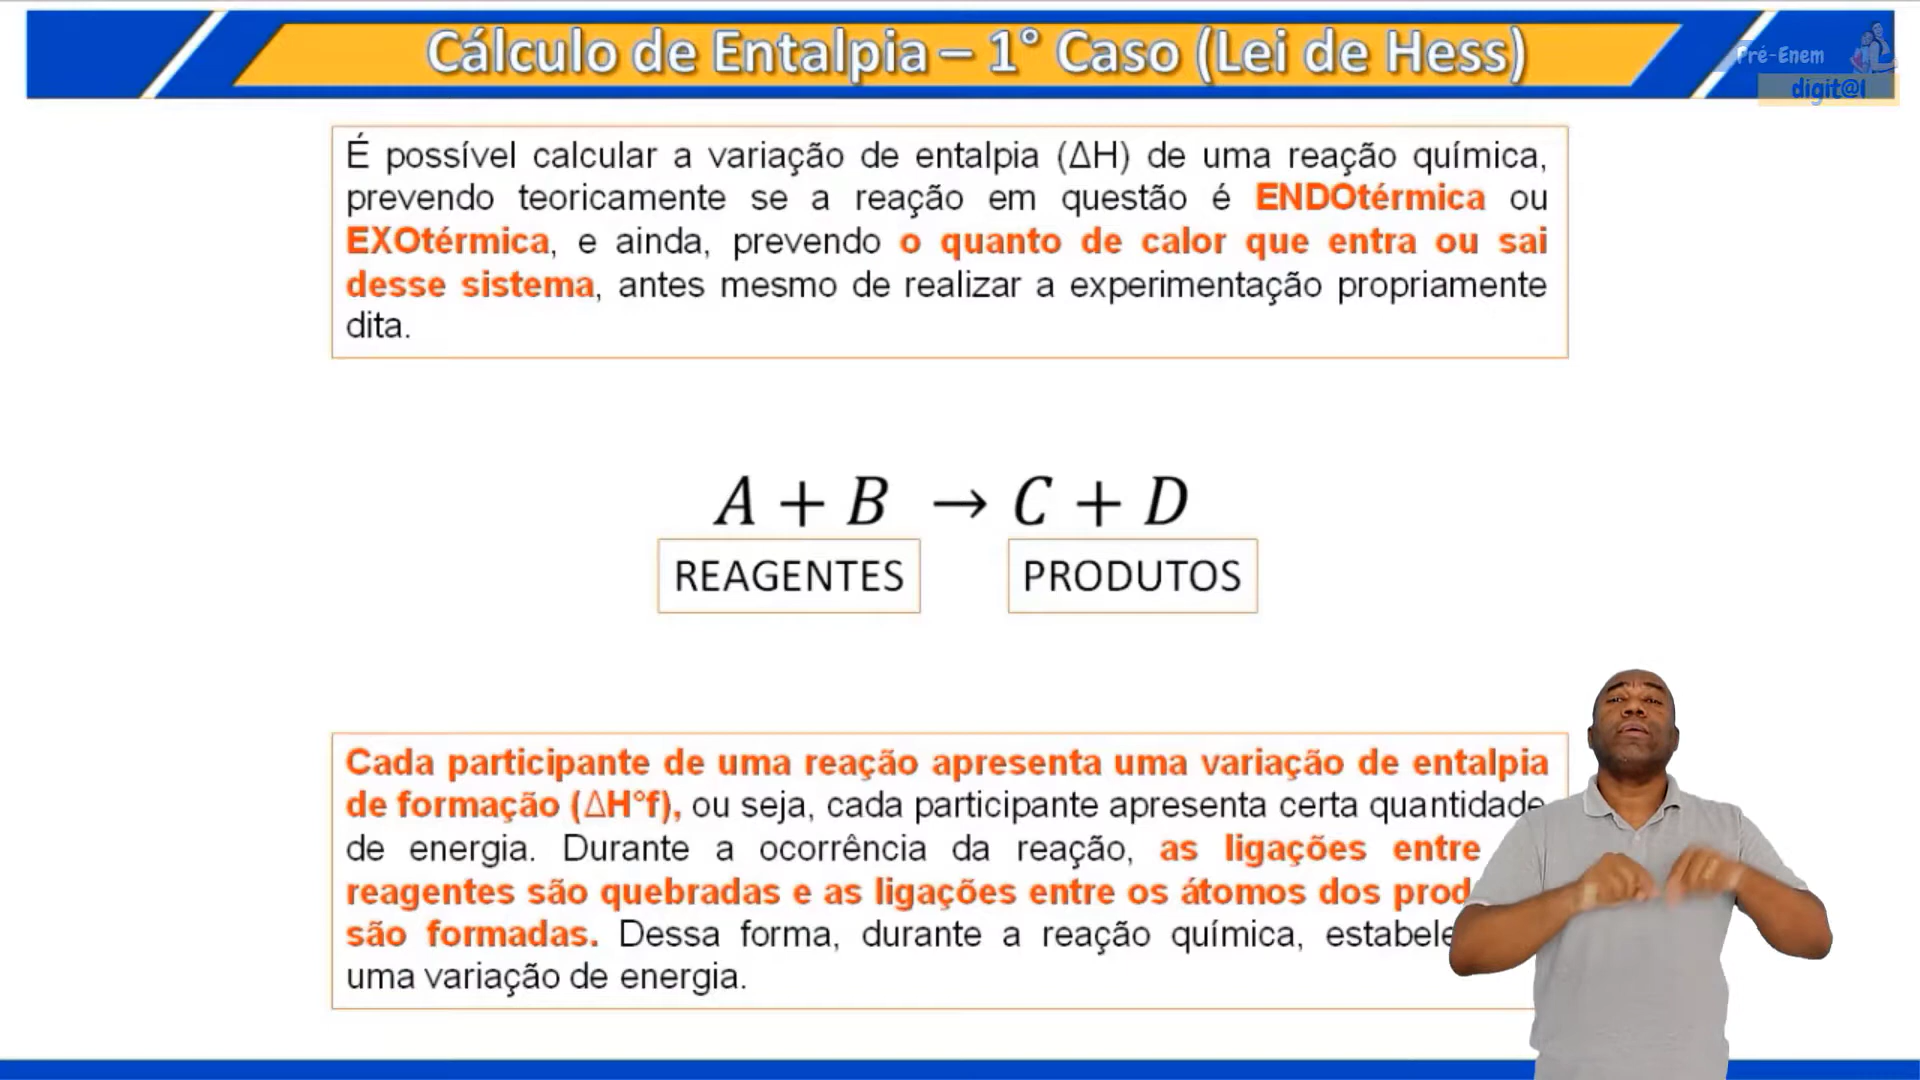 Cálculo de Entalpia – 1° Caso (Lei de Hess)
Pré-Enem
digit@l
É possível calcular a variação de entalpia (ΔH) de uma reação química,
prevendo teoricamente se a reação em questão é ENDOtérmica ou
EXOtérmica, e ainda, prevendo o quanto de calor que entra ou sai
desse sistema, antes mesmo de realizar a experimentação propriamente
dita.
A + B → C + D
REAGENTES PRODUTOS
Cada participante de uma reação apresenta uma variação de entalpia
de formação (ΔH°f), ou seja, cada participante apresenta certa quantidade
de energia. Durante a ocorrência da reação, as ligações entre
reagentes são quebradas e as ligações entre os átomos dos
são formadas. Dessa forma, durante a reação química,
uma variação de energia.